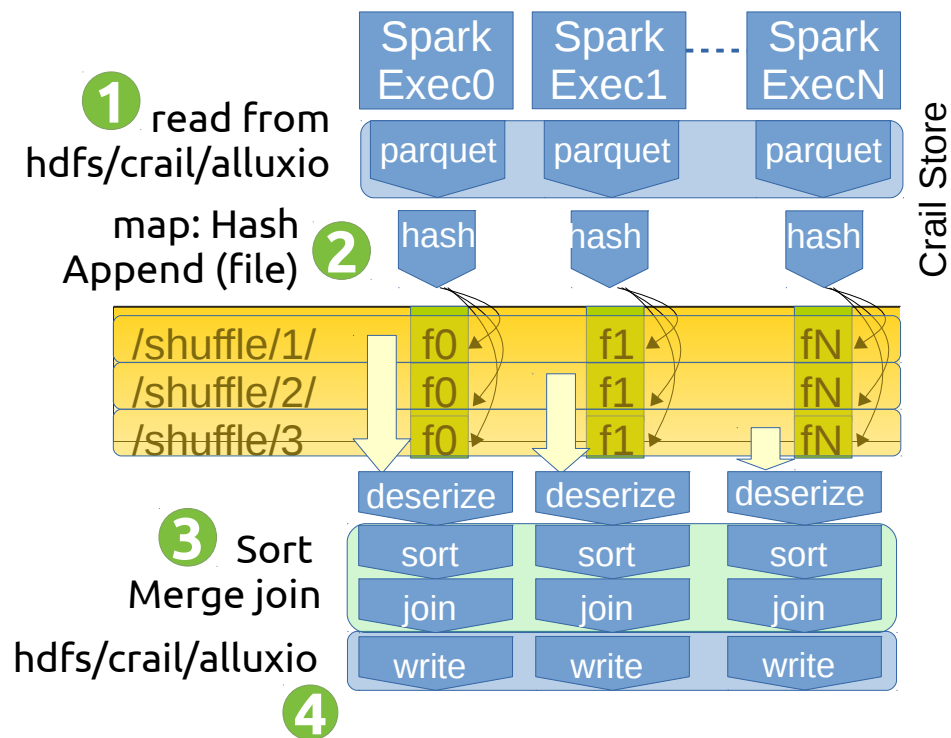 Spark Exec0
Spark Exec1
Spark ExecN
1 read from
hdfs/crail/alluxio
parquet parquet parquet
Crail Store
map: Hash
Append (file)
2
hash hash hash
/shuffle/1/ f0 f1 fN
/shuffle/2/ f0 f1 fN
/shuffle/3 f0 f1 fN
deserize deserize deserize
3 Sort
Merge join
sort sort sort
join join join
hdfs/crail/alluxio
4
write write write